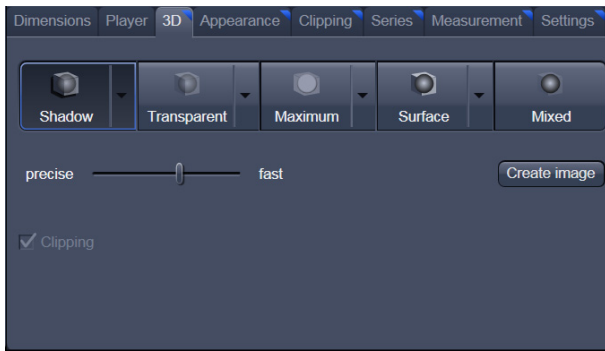 Dimensions Player 3D Appearance Clipping Series Measurement Settings
Shadow Transparent Maximum Surface Mixed
precise fast Create image
Clipping